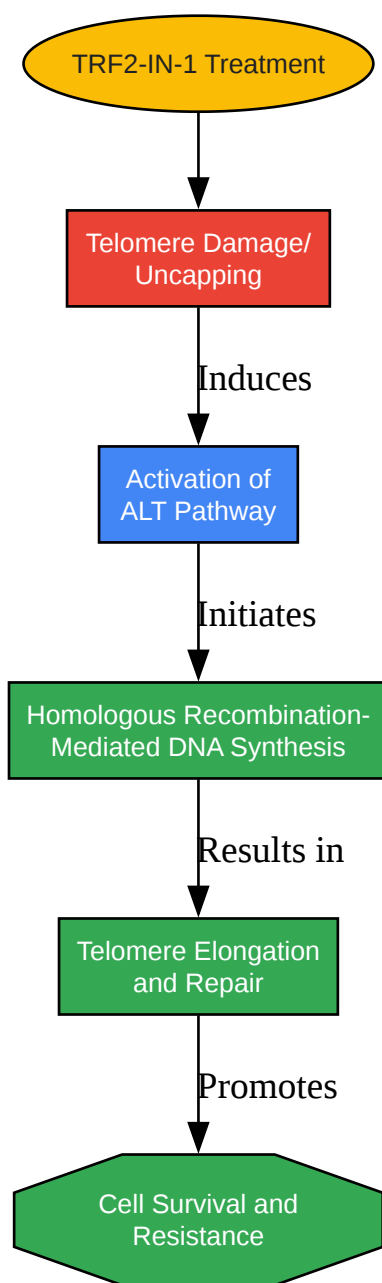 TRF2-IN-1 Treatment
Telomere Damage/
Uncapping
Induces
Activation of
ALT Pathway
Initiates
Homologous Recombination-
Mediated DNA Synthesis
Results in
Telomere Elongation
and Repair
Promotes
Cell Survival and
Resistance